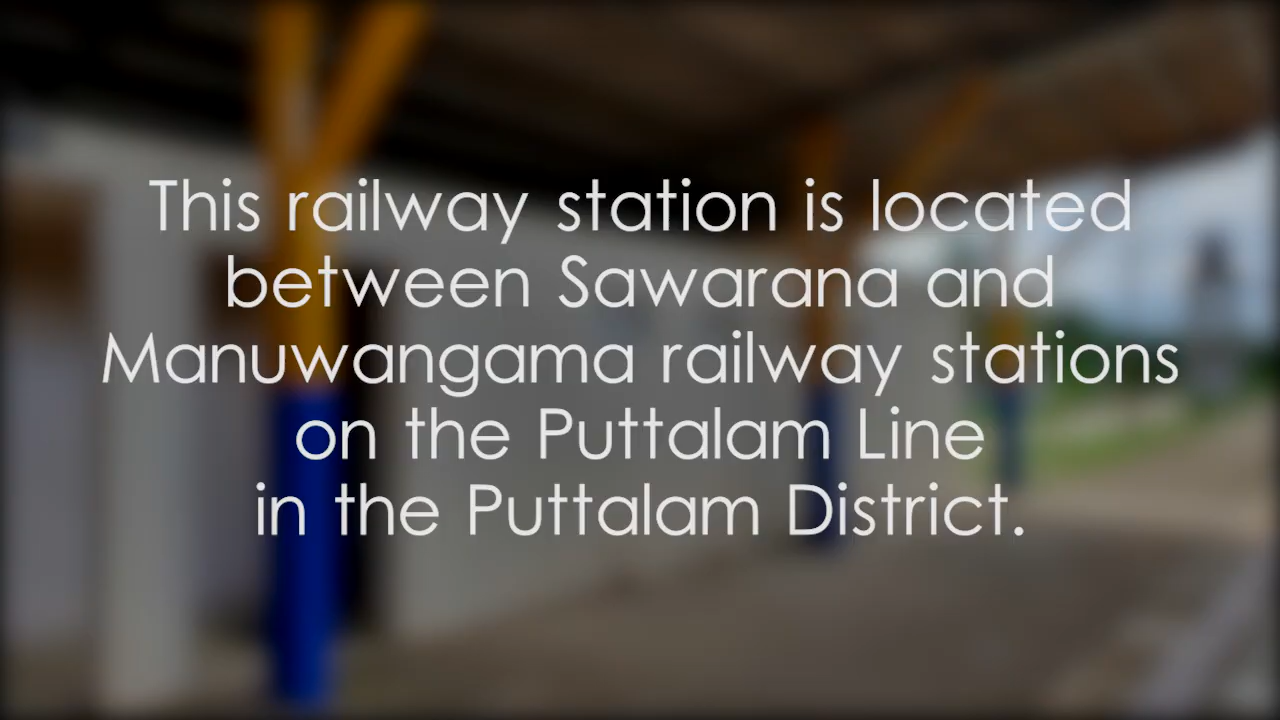 This railway station is located
between Sawarana and
Manuwangama railway stations
on the Puttalam Line
in the Puttalam District.